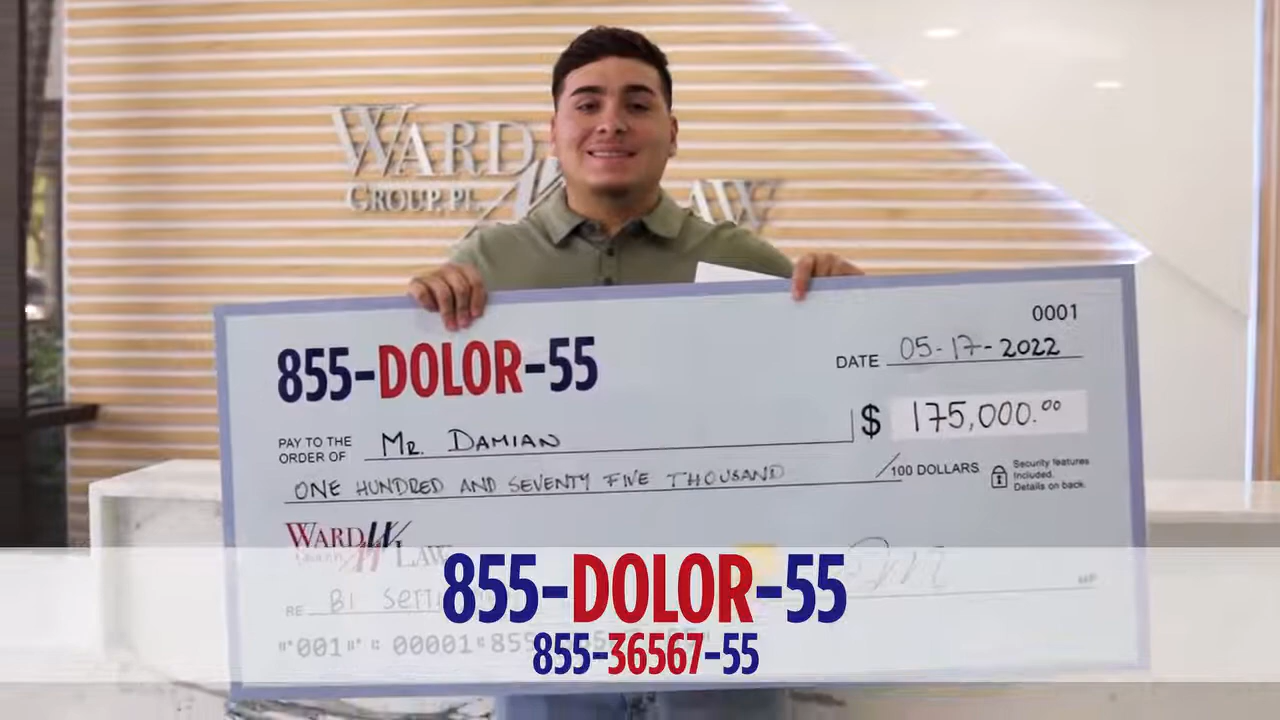 WARD
GROUP, PL.
LAW
0001
855-DOLOR-55
DATE 05-17-2022
$ 175,000.00
PAY TO THE
ORDER OF
MR. DAMIAN
ONE HUNDRED AND SEVENTY FIVE THOUSAND
/100 DOLLARS
Security features
included.
Details on back.
WARD
LAW
RE BI
855-DOLOR-55
855-36567-55